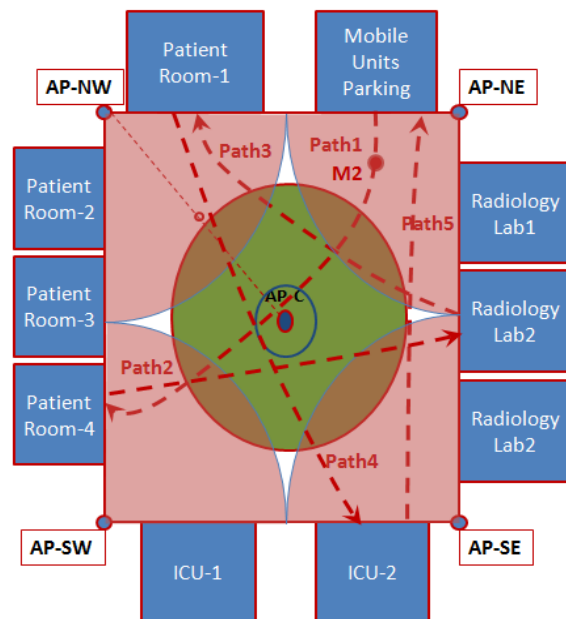 Patient
Room-1
Mobile
Units
Parking
AP-NW
AP-NE
Path3
Path1
M2
Patient
Room-2
Radiology
Lab1
Path5
Patient
Room-3
AP-C
Radiology
Lab2
Patient
Room-4
Path2
Radiology
Lab2
Path4
AP-SW
AP-SE
ICU-1
ICU-2